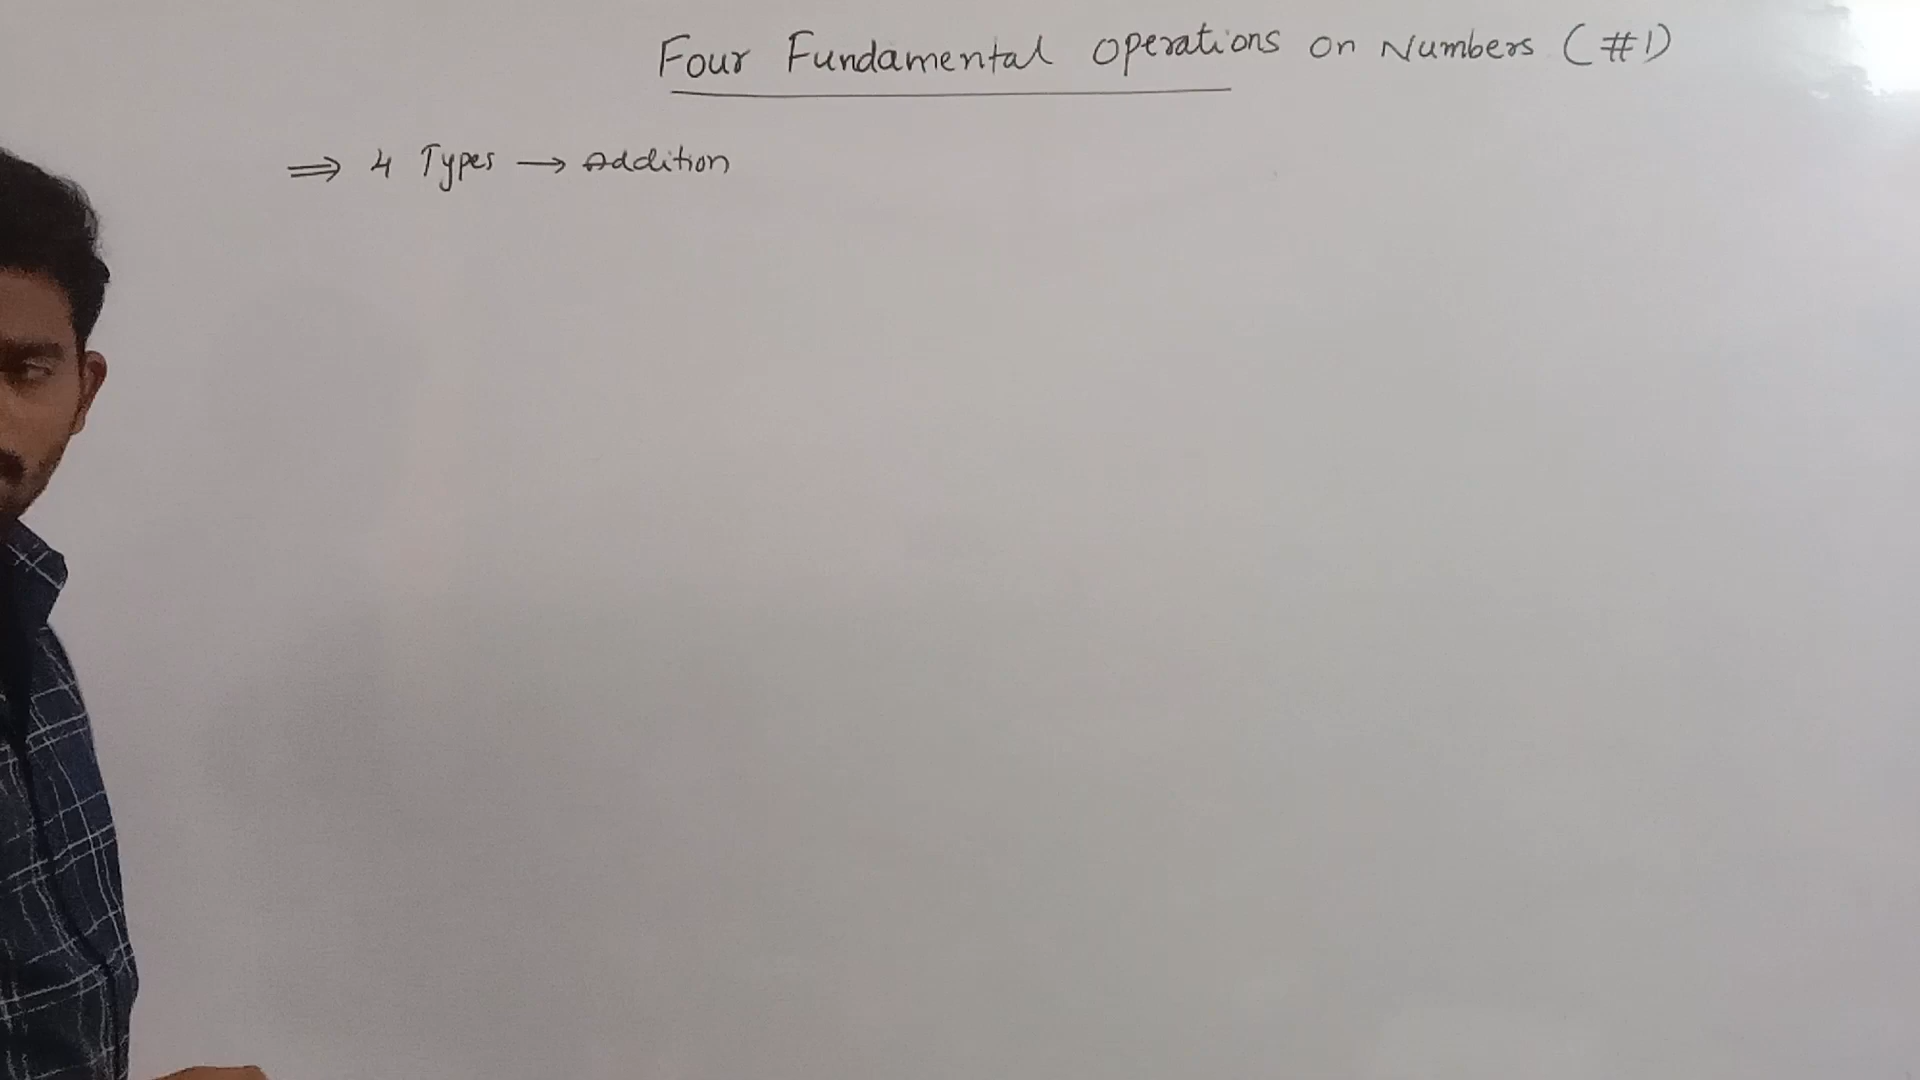 Four Fundamental Operations on Numbers (#1)
⇒ 4 Types → Addition